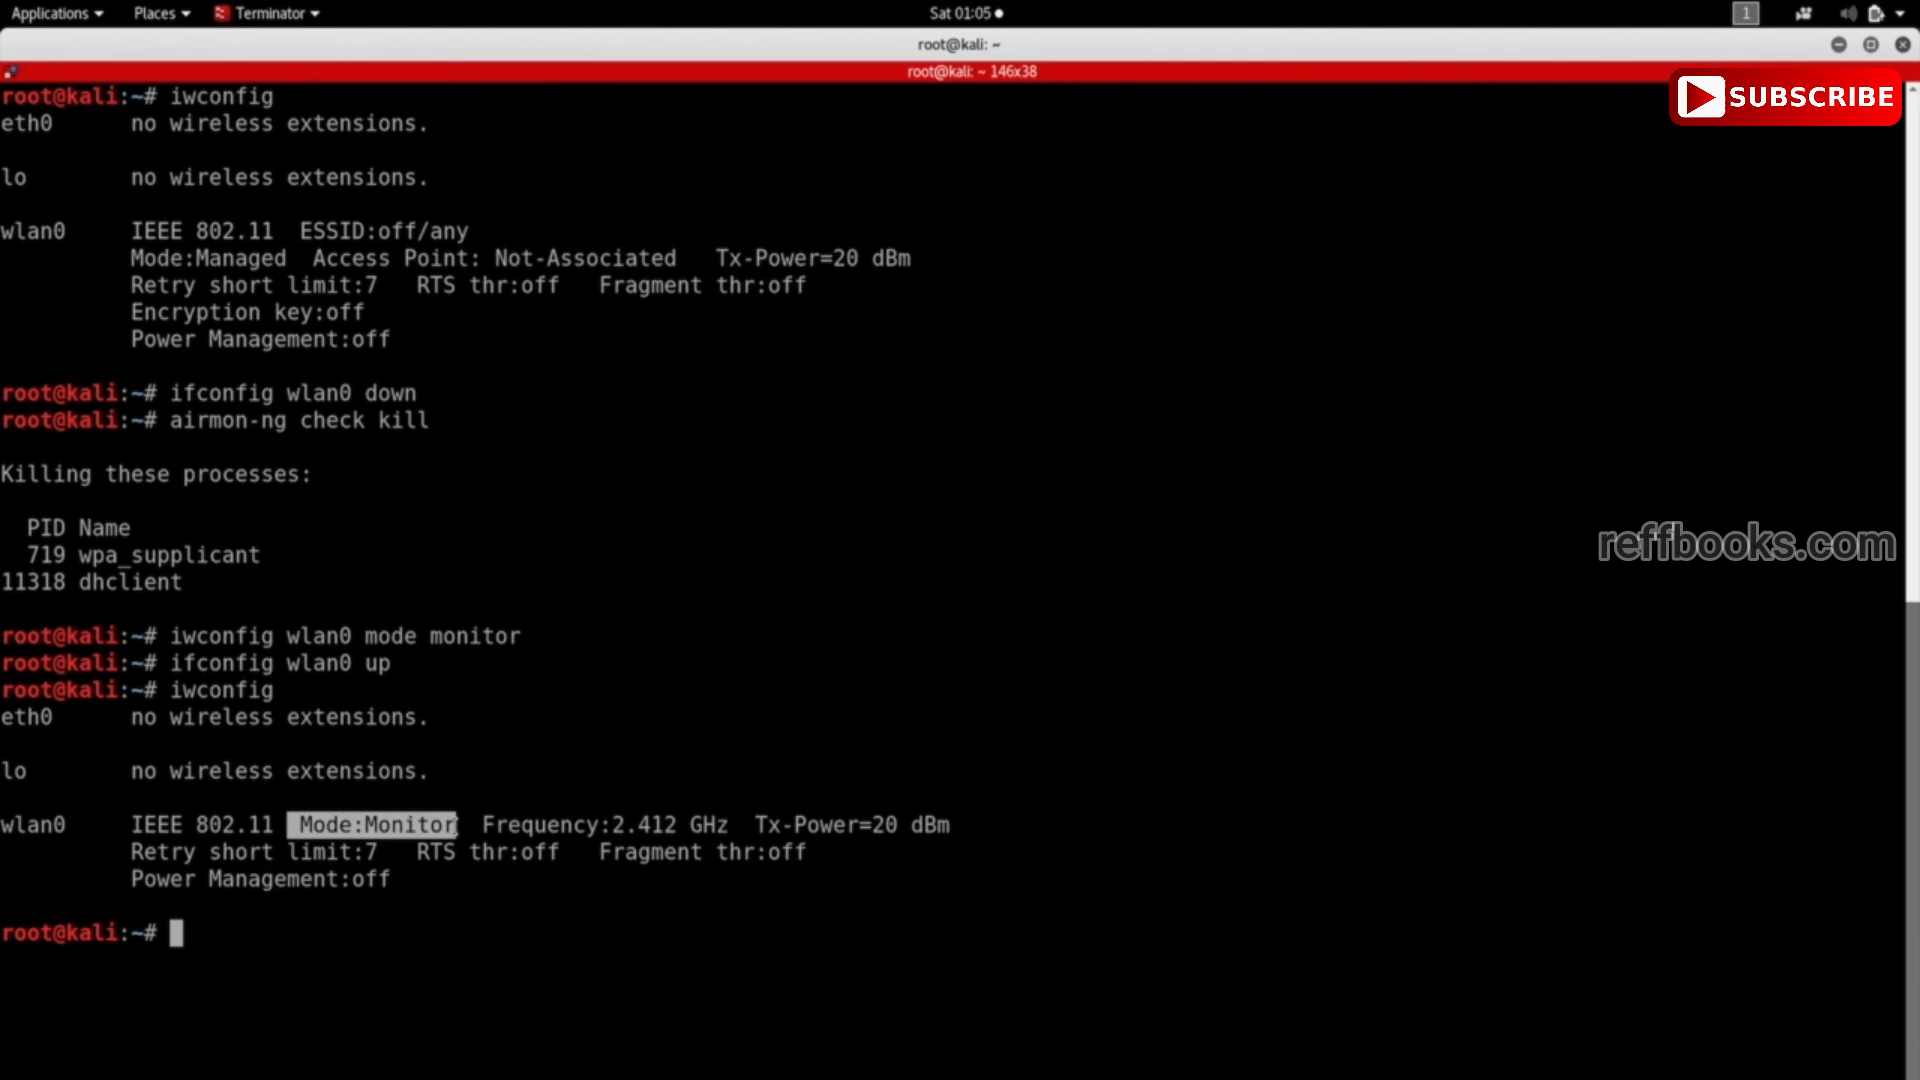 Applications Places Terminator Sat 01:05 1
root@kali: ~
root@kali: ~ 146x38
SUBSCRIBE
root@kali:~# iwconfig
eth0 no wireless extensions.
lo no wireless extensions.
wlan0 IEEE 802.11 ESSID:off/any
Mode:Managed Access Point: Not-Associated Tx-Power=20 dBm
Retry short limit:7 RTS thr:off Fragment thr:off
Encryption key:off
Power Management:off
root@kali:~# ifconfig wlan0 down
root@kali:~# airmon-ng check kill
Killing these processes:
PID Name
719 wpa_supplicant
11318 dhclient
reffbooks.com
root@kali:~# iwconfig wlan0 mode monitor
root@kali:~# ifconfig wlan0 up
root@kali:~# iwconfig
eth0 no wireless extensions.
lo no wireless extensions.
wlan0 IEEE 802.11 Mode:Monitor Frequency:2.412 GHz Tx-Power=20 dBm
Retry short limit:7 RTS thr:off Fragment thr:off
Power Management:off
root@kali:~#